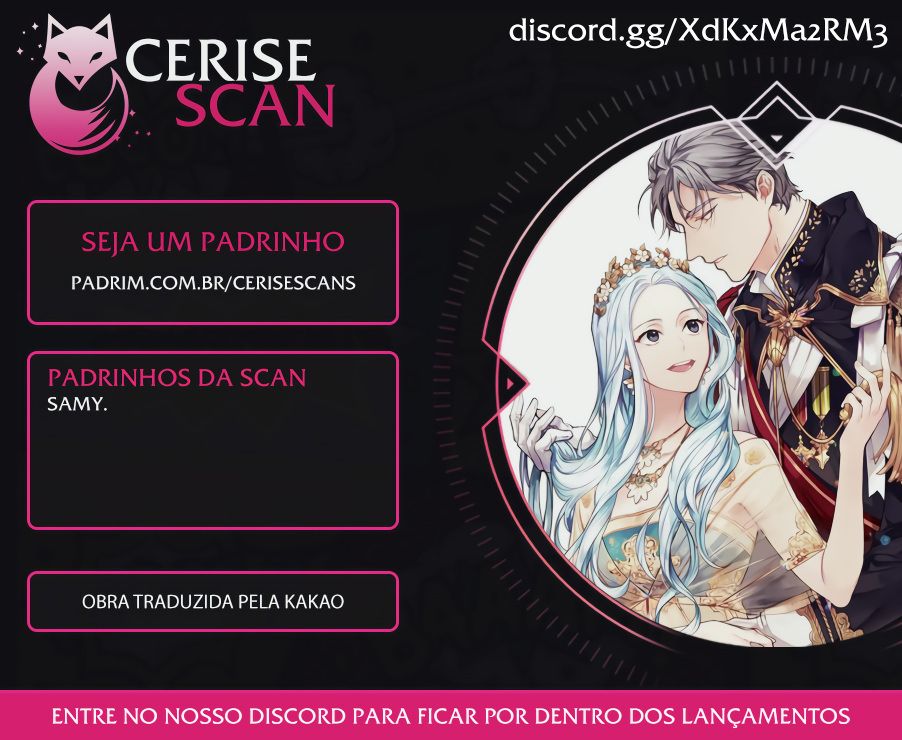 discord.gg/XdKxMa2RM3
CERISE
SCAN
SEJA UM PADRINHO
PADRIM.COM.BR/CERISESCANS
PADRINHOS DA SCAN
SAMY.
OBRA TRADUZIDA PELA KAKAO
ENTRE NO NOSSO DISCORD PARA FICAR POR DENTRO DOS LANÇAMENTOS